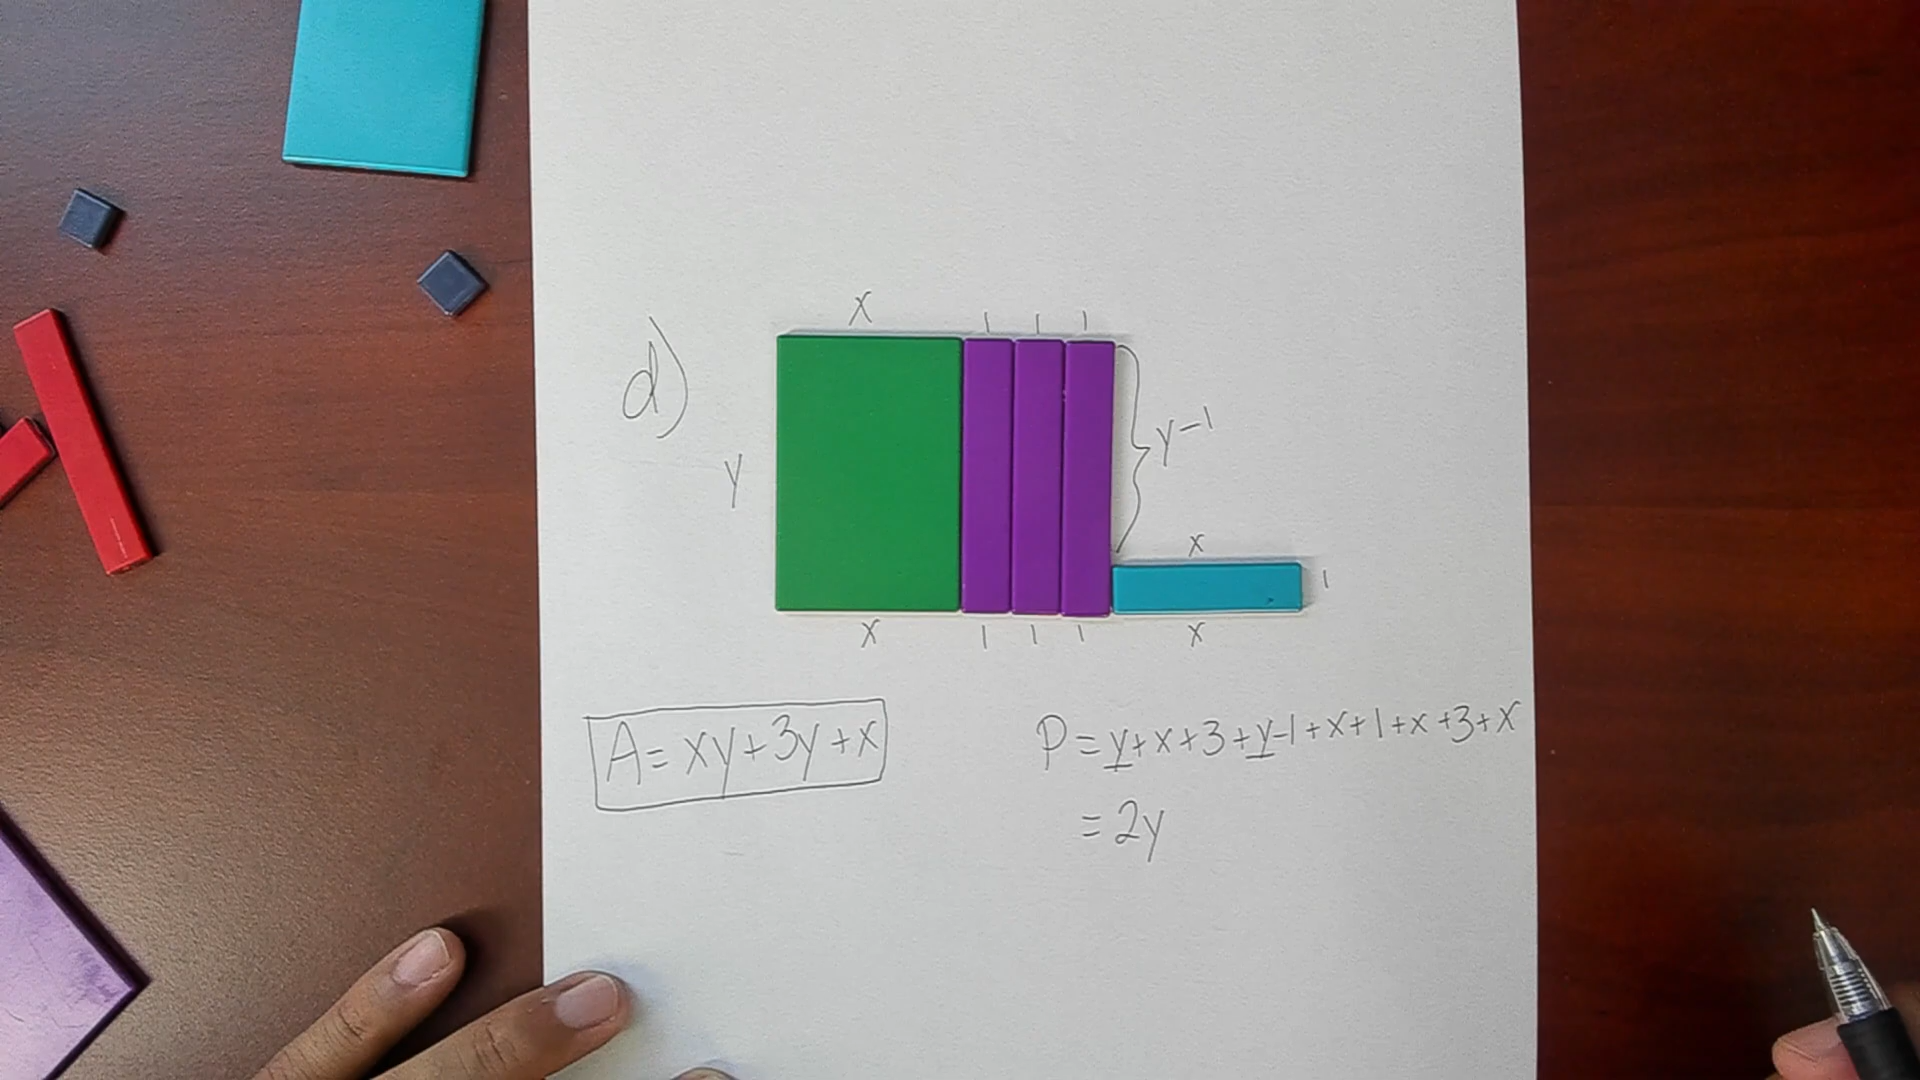 x 1 1 1
d)
y-1
y
x
1
x 1 1 1 x
A=xy+3y+x
P=y+x+3+y-1+x+1+x+3+x
=2y